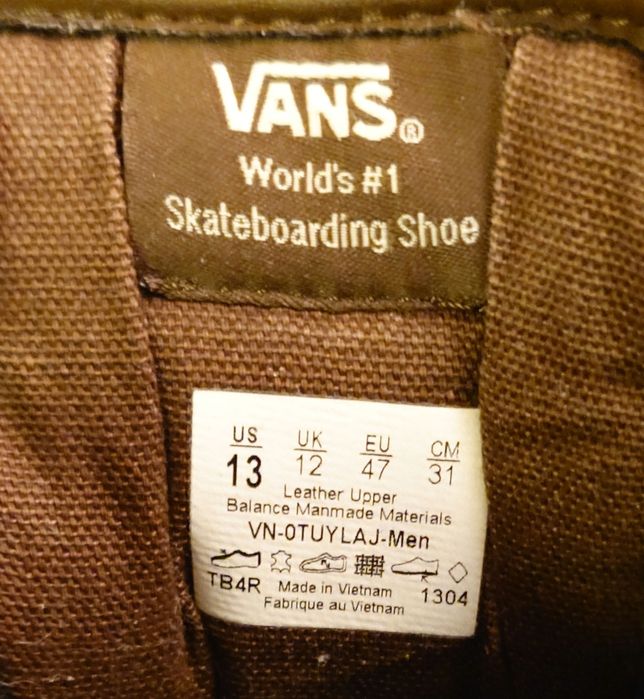 VANS®
World's #1
Skateboarding Shoe
US UK EU CM
13 12 47 31
Leather Upper
Balance Manmade Materials
VN-0TUYLAJ-Men
TB4R Made in Vietnam 1304
Fabrique au Vietnam